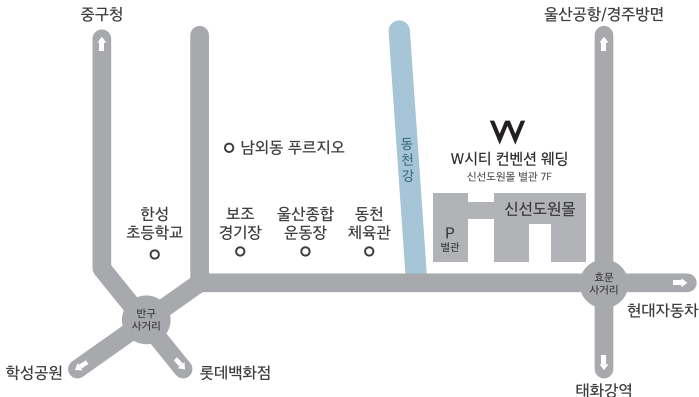 중구청
울산공항/경주방면
남외동 푸르지오
동천강
W
W시티 컨벤션 웨딩
신선도원몰 별관 7F
한성
초등학교
보조
경기장
울산종합
운동장
동천
체육관
P
별관
신선도원몰
반구
사거리
효문
사거리
현대자동차
학성공원
롯데백화점
태화강역